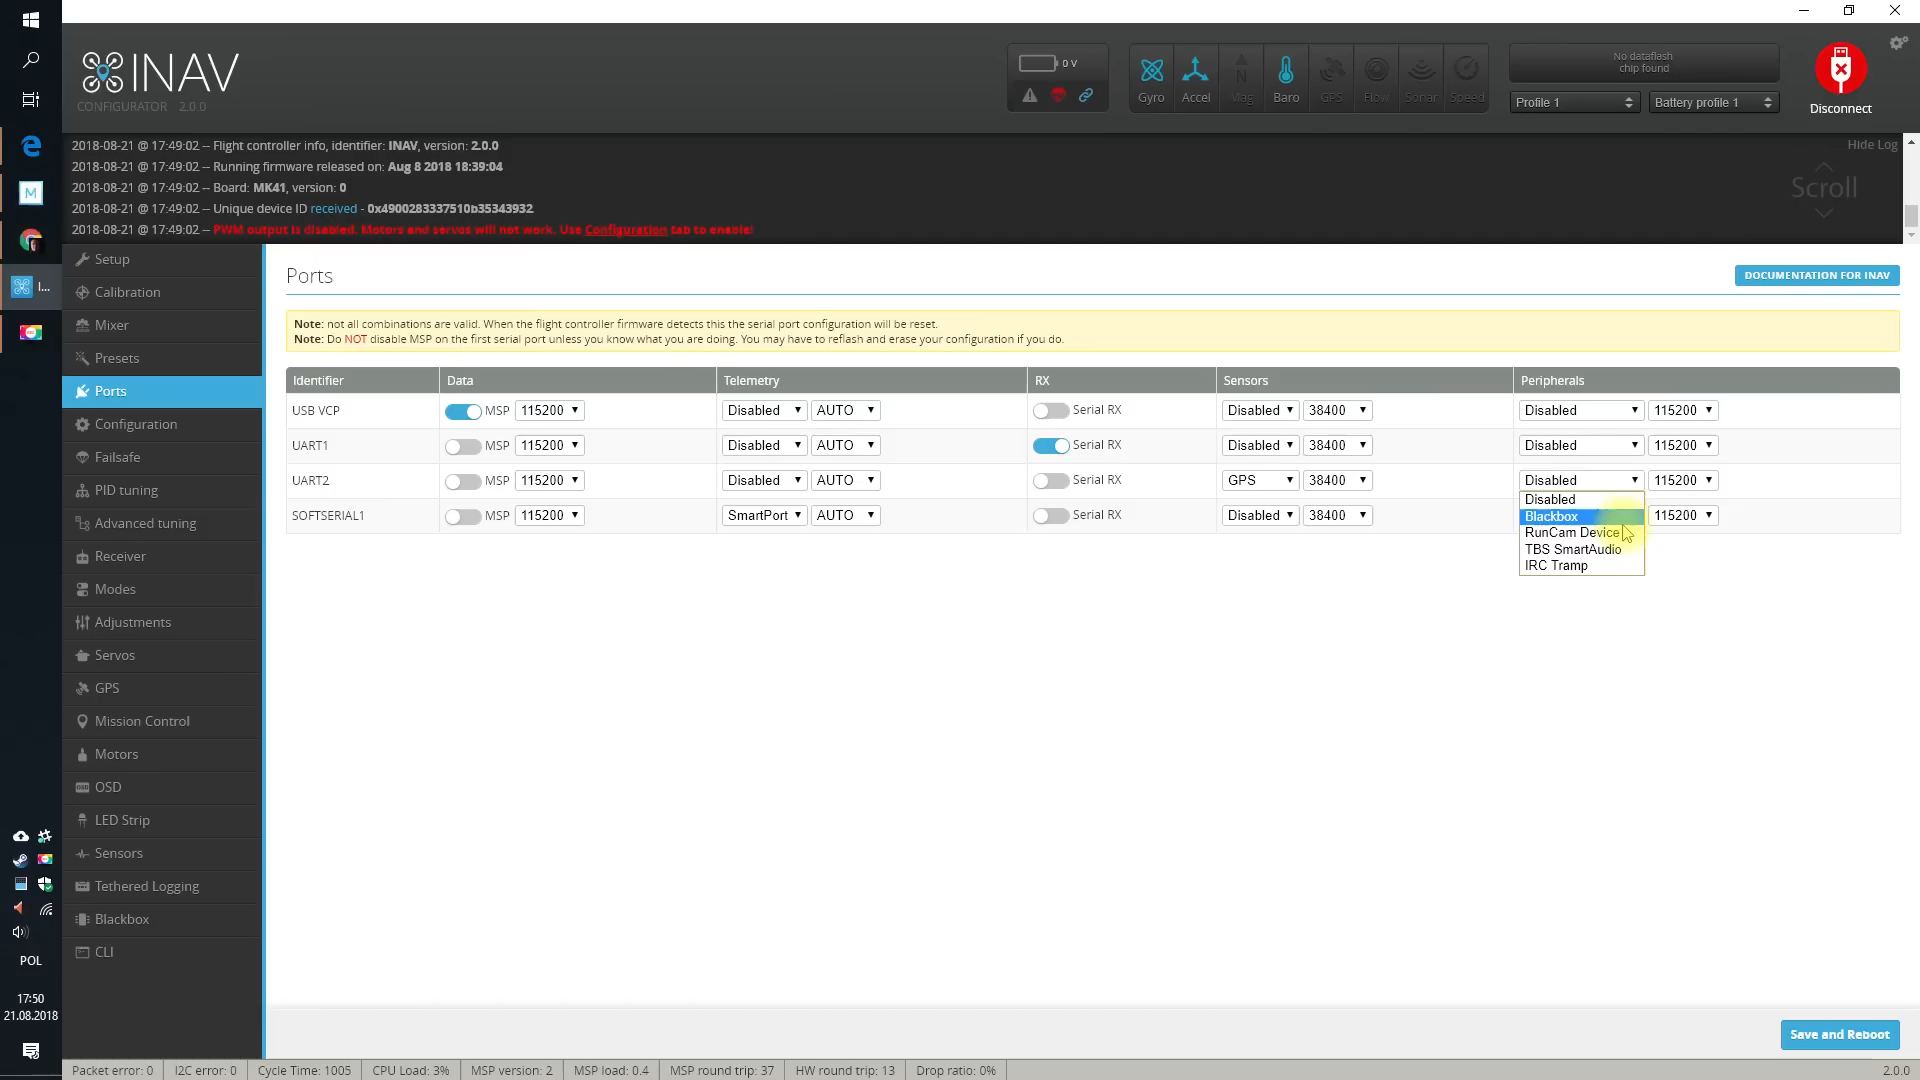 INAV
CONFIGURATOR 2.0.0
0 V
Gyro Accel Mag Baro GPS Flow Sonar Speed
No dataflash
chip found
Profile 1
Battery profile 1
Disconnect
2018-08-21 @ 17:49:02 -- Flight controller info, identifier: INAV, version: 2.0.0
2018-08-21 @ 17:49:02 -- Running firmware released on: Aug 8 2018 18:39:04
2018-08-21 @ 17:49:02 -- Board: MK41, version: 0
2018-08-21 @ 17:49:02 -- Unique device ID received - 0x4900283337510b35343932
2018-08-21 @ 17:49:02 -- PWM output is disabled. Motors and servos will not work. Use Configuration tab to enable!
Hide Log
Scroll
M
I...
Setup
Calibration
Mixer
Presets
Ports
Configuration
Failsafe
PID tuning
Advanced tuning
Receiver
Modes
Adjustments
Servos
GPS
Mission Control
Motors
OSD
LED Strip
Sensors
Tethered Logging
Blackbox
CLI
Ports
DOCUMENTATION FOR INAV
Note: not all combinations are valid. When the flight controller firmware detects this the serial port configuration will be reset.
Note: Do NOT disable MSP on the first serial port unless you know what you are doing. You may have to reflash and erase your configuration if you do.
Identifier Data Telemetry RX Sensors Peripherals
USB VCP MSP 115200 Disabled AUTO Serial RX Disabled 38400 Disabled 115200
UART1 MSP 115200 Disabled AUTO Serial RX Disabled 38400 Disabled 115200
UART2 MSP 115200 Disabled AUTO Serial RX GPS 38400 Disabled 115200
SOFTSERIAL1 MSP 115200 SmartPort AUTO Serial RX Disabled 38400 115200
Disabled
Blackbox
RunCam Device
TBS SmartAudio
IRC Tramp
Save and Reboot
POL
17:50
21.08.2018
Packet error: 0 I2C error: 0 Cycle Time: 1005 CPU Load: 3% MSP version: 2 MSP load: 0.4 MSP round trip: 37 HW round trip: 13 Drop ratio: 0% 2.0.0